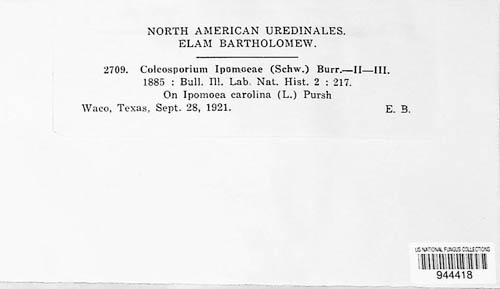 NORTH AMERICAN UREDINALES.
ELAM BARTHOLOMEW.
2709. Coleosporium Ipomoeae (Schw.) Burr.—II—III.
1885 : Bull. Ill. Lab. Nat. Hist. 2 : 217.
On Ipomoea carolina (L.) Pursh
Waco, Texas, Sept. 28, 1921. E. B.
US NATIONAL FUNGUS COLLECTIONS
944418